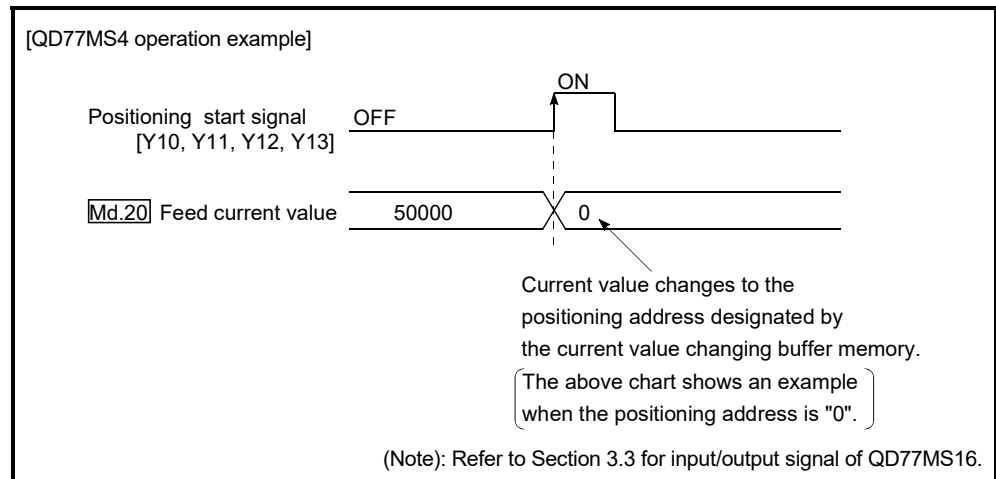 [QD77MS4 operation example]
ON
Positioning start signal
OFF
[Y10, Y11, Y12, Y13]
Md.20 Feed current value
50000
0
Current value changes to the
positioning address designated by
the current value changing buffer memory.
The above chart shows an example
when the positioning address is "0".
(Note): Refer to Section 3.3 for input/output signal of QD77MS16.